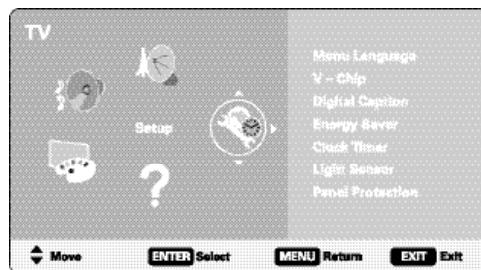 TV
Setup
Menu Language
V - Chip
Digital Caption
Energy Saver
Clock Timer
Light Sensor
Panel Protection
Move ENTER Select MENU Return EXIT Exit